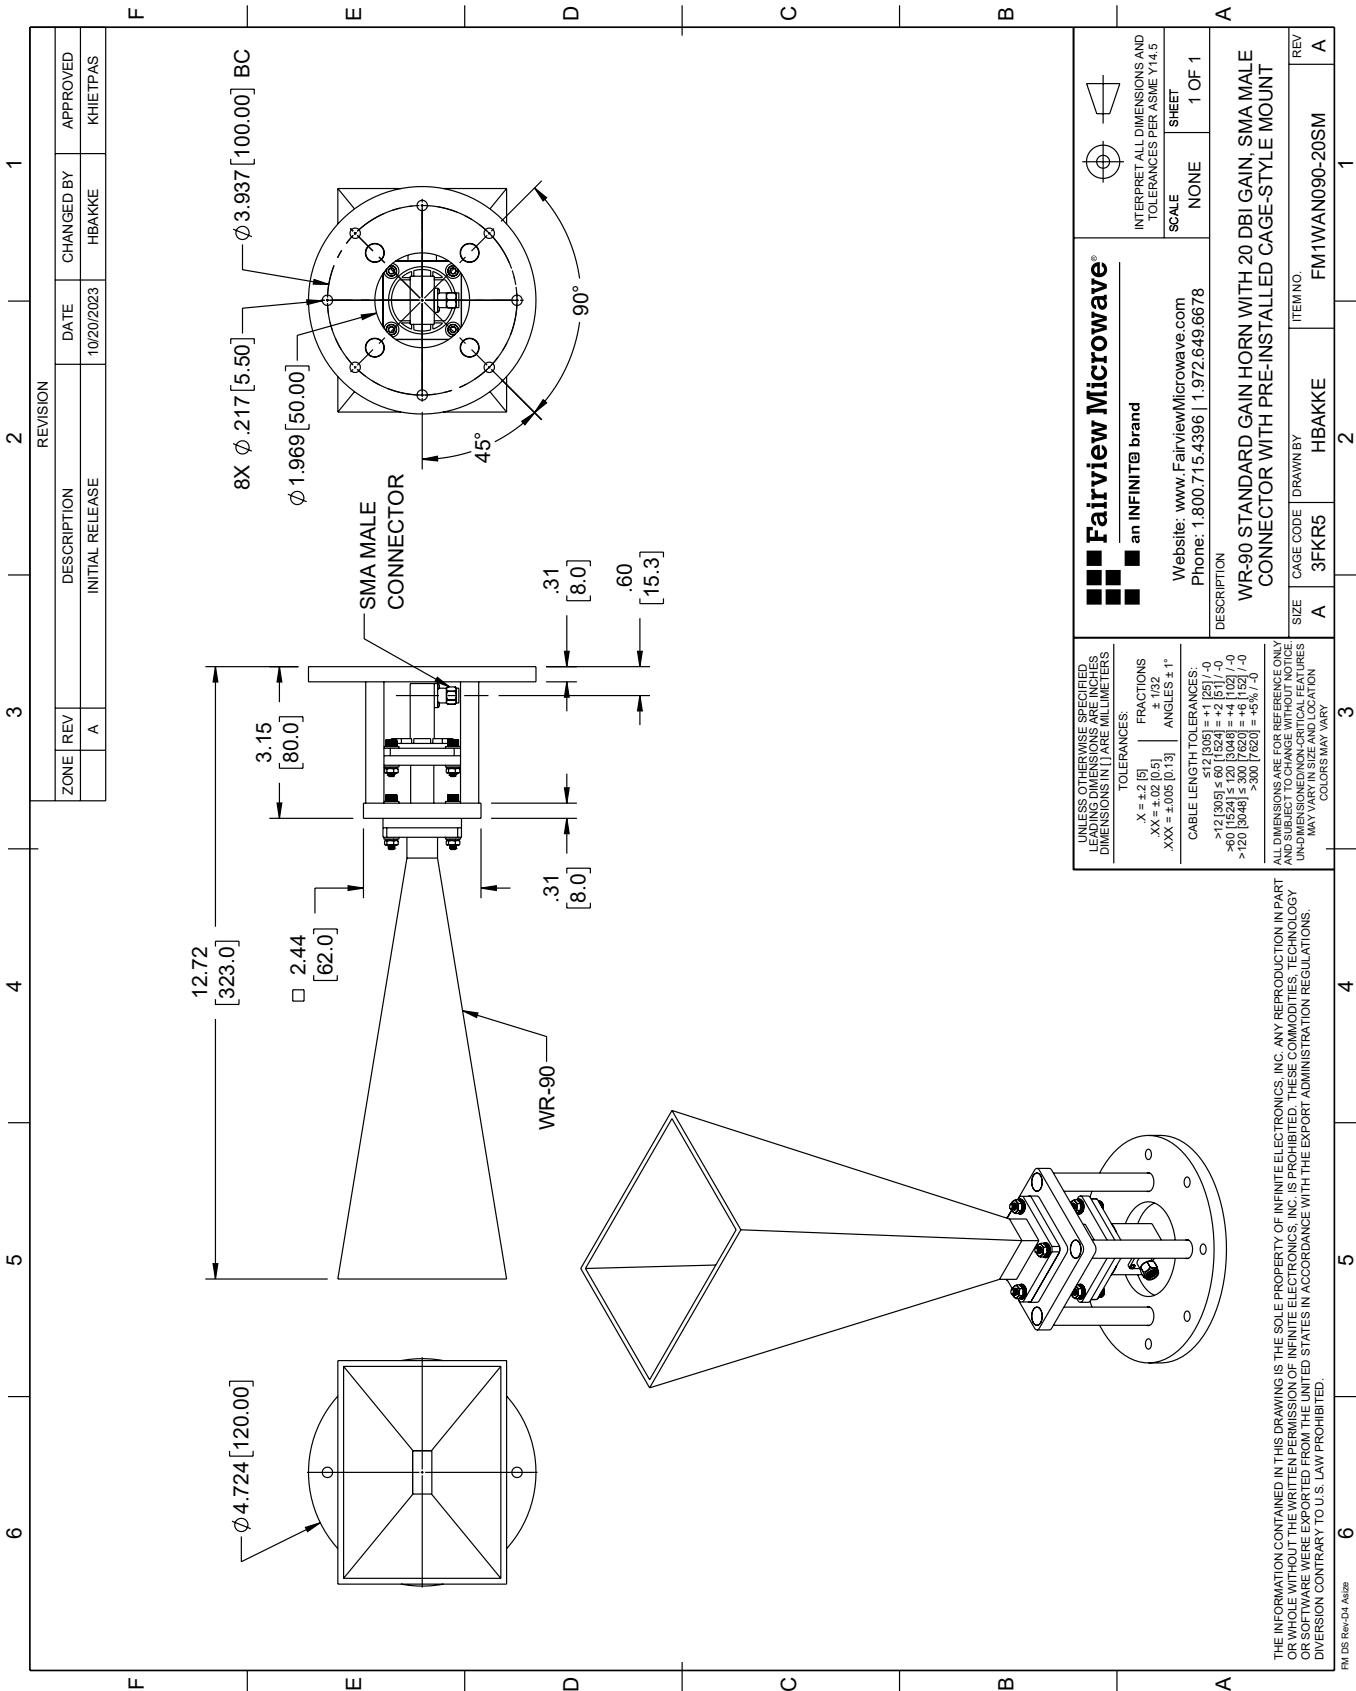 REVISION
ZONE REV DESCRIPTION DATE CHANGED BY APPROVED
A INITIAL RELEASE 10/20/2023 HBAKKE KHIETPAS
6 5 4 3 2 1
F
E
D
C
B
A
Ø4.724 [120.00]
12.72
[323.0]
□ 2.44
[62.0]
3.15
[80.0]
SMA MALE
CONNECTOR
WR-90
.31
[8.0]
.31
[8.0]
.60
[15.3]
8X Ø.217 [5.50]
Ø3.937 [100.00] BC
Ø1.969 [50.00]
45°
90°
UNLESS OTHERWISE SPECIFIED
LEADING DIMENSIONS ARE INCHES
DIMENSIONS IN [ ] ARE MILLIMETERS
TOLERANCES:
.X = ±.2 [5] FRACTIONS
.XX = ±.02 [0.5] ± 1/32
.XXX = ±.005 [0.13] ANGLES ± 1°
CABLE LENGTH TOLERANCES:
≤12 [305] = +1 [25] / -0
>12 [305] ≤ 60 [1524] = +2 [51] / -0
>60 [1524] ≤ 120 [3048] = +4 [102] / -0
>120 [3048] ≤ 300 [7620] = +6 [152] / -0
>300 [7620] = +5% / -0
ALL DIMENSIONS ARE FOR REFERENCE ONLY
AND SUBJECT TO CHANGE WITHOUT NOTICE.
UN-DIMENSIONED/NON-CRITICAL FEATURES
MAY VARY IN SIZE AND LOCATION
COLORS MAY VARY
Fairview Microwave®
an INFINIT@ brand
Website: www.FairviewMicrowave.com
Phone: 1.800.715.4396 | 1.972.649.6678
INTERPRET ALL DIMENSIONS AND
TOLERANCES PER ASME Y14.5
SCALE SHEET
NONE 1 OF 1
DESCRIPTION
WR-90 STANDARD GAIN HORN WITH 20 DBI GAIN, SMA MALE
CONNECTOR WITH PRE-INSTALLED CAGE-STYLE MOUNT
SIZE CAGE CODE DRAWN BY ITEM NO. REV
A 3FKR5 HBAKKE FM1WAN090-20SM A
THE INFORMATION CONTAINED IN THIS DRAWING IS THE SOLE PROPERTY OF INFINITE ELECTRONICS, INC. ANY REPRODUCTION IN PART
OR WHOLE WITHOUT THE WRITTEN PERMISSION OF INFINITE ELECTRONICS, INC. IS PROHIBITED. THESE COMMODITIES, TECHNOLOGY
OR SOFTWARE WERE EXPORTED FROM THE UNITED STATES IN ACCORDANCE WITH THE EXPORT ADMINISTRATION REGULATIONS.
DIVERSION CONTRARY TO U.S. LAW PROHIBITED.
F
E
D
C
B
A
6 5 4 3 2 1
FM DS Rev-D4 Asize